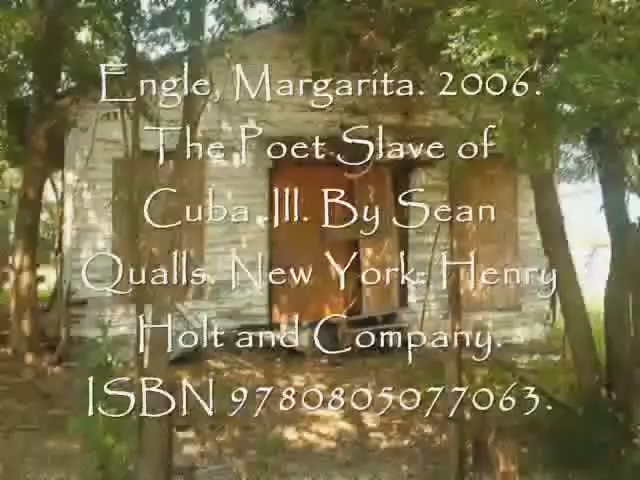 Engle, Margarita. 2006.
The Poet Slave of
Cuba .Ill. By Sean
Qualls. New York: Henry
Holt and Company.
ISBN 9780805077063.